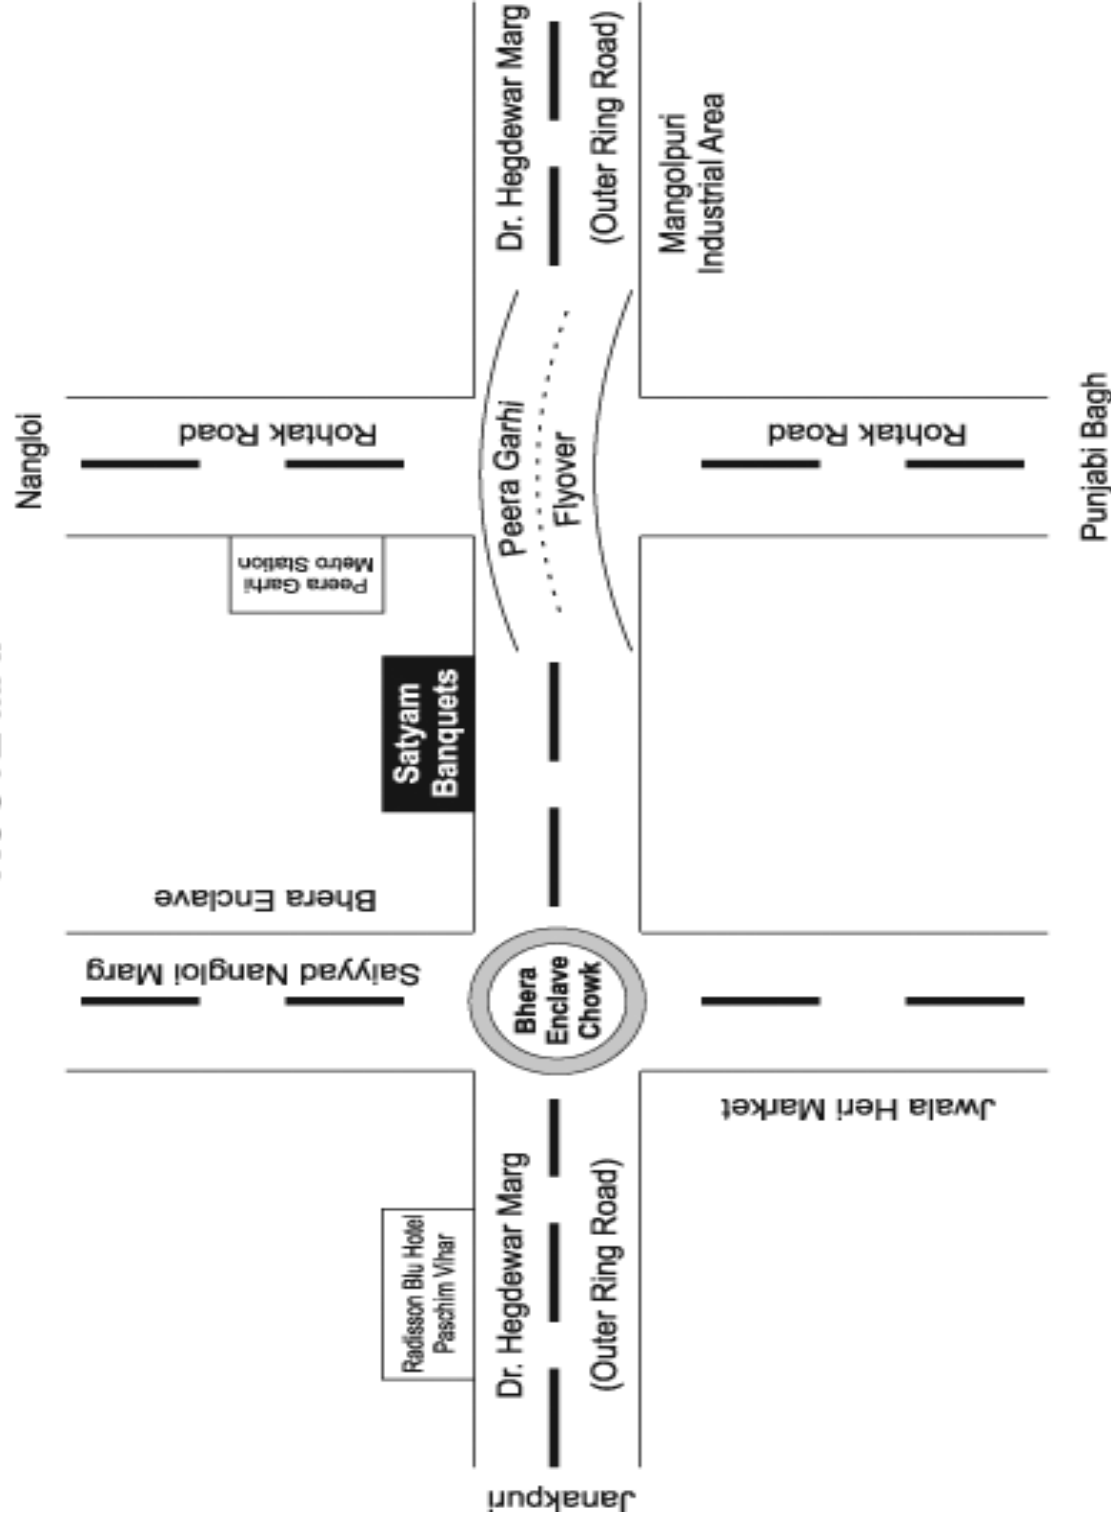 Nangloi
Rohtak Road
Peera Garhi
Metro Station
Satyam
Banquets
Bhera Enclave
Saiyyad Nangloi Marg
Radisson Blu Hotel
Paschim Vihar
Janakpuri
Dr. Hegdewar Marg
(Outer Ring Road)
Bhera
Enclave
Chowk
Peera Garhi
Flyover
Dr. Hegdewar Marg
(Outer Ring Road)
Mangolpuri
Industrial Area
Rohtak Road
Jwala Heri Market
Punjabi Bagh